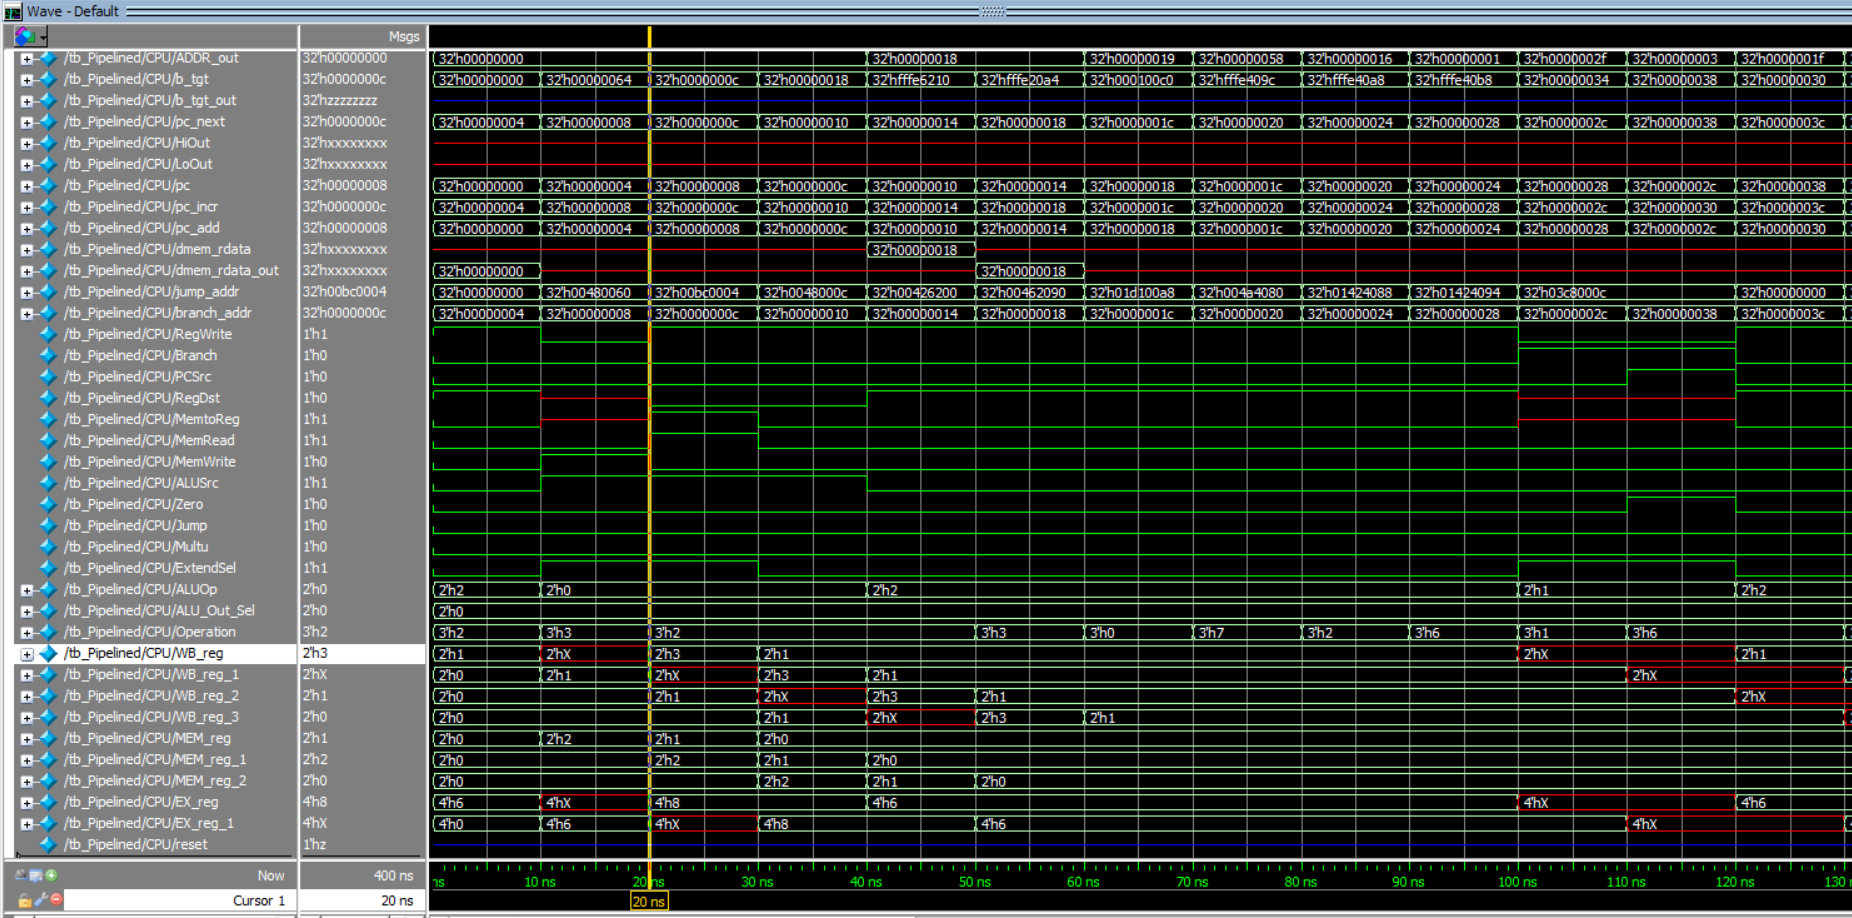 Wave - Default
Msgs
/tb_Pipelined/CPU/ADDR_out 32'h00000000 32'h00000000 32'h00000018 32'h00000019 32'h00000058 32'h00000016 32'h00000001 32'h0000002f 32'h00000003 32'h0000001f
/tb_Pipelined/CPU/b_tgt 32'h0000000c 32'h00000000 32'h00000064 32'h0000000c 32'h00000018 32'hfffe6210 32'hfffe20a4 32'h000100c0 32'hfffe409c 32'hfffe40a8 32'hfffe40b8 32'h00000034 32'h00000038 32'h00000030
/tb_Pipelined/CPU/b_tgt_out 32'hzzzzzzzz
/tb_Pipelined/CPU/pc_next 32'h0000000c 32'h00000004 32'h00000008 32'h0000000c 32'h00000010 32'h00000014 32'h00000018 32'h0000001c 32'h00000020 32'h00000024 32'h00000028 32'h0000002c 32'h00000038 32'h0000003c
/tb_Pipelined/CPU/HiOut 32'hxxxxxxxx
/tb_Pipelined/CPU/LoOut 32'hxxxxxxxx
/tb_Pipelined/CPU/pc 32'h00000008 32'h00000000 32'h00000004 32'h00000008 32'h0000000c 32'h00000010 32'h00000014 32'h00000018 32'h0000001c 32'h00000020 32'h00000024 32'h00000028 32'h0000002c 32'h00000038
/tb_Pipelined/CPU/pc_incr 32'h0000000c 32'h00000004 32'h00000008 32'h0000000c 32'h00000010 32'h00000014 32'h00000018 32'h0000001c 32'h00000020 32'h00000024 32'h00000028 32'h0000002c 32'h00000030 32'h0000003c
/tb_Pipelined/CPU/pc_add 32'h00000008 32'h00000000 32'h00000004 32'h00000008 32'h0000000c 32'h00000010 32'h00000014 32'h00000018 32'h0000001c 32'h00000020 32'h00000024 32'h00000028 32'h0000002c 32'h00000030
/tb_Pipelined/CPU/dmem_rdata 32'hxxxxxxxx 32'h00000018
/tb_Pipelined/CPU/dmem_rdata_out 32'hxxxxxxxx 32'h00000000 32'h00000018
/tb_Pipelined/CPU/jump_addr 32'h00bc0004 32'h00000000 32'h00480060 32'h00bc0004 32'h0048000c 32'h00426200 32'h00462090 32'h01d100a8 32'h004a4080 32'h01424088 32'h01424094 32'h03c8000c 32'h00000000
/tb_Pipelined/CPU/branch_addr 32'h0000000c 32'h00000004 32'h00000008 32'h0000000c 32'h00000010 32'h00000014 32'h00000018 32'h0000001c 32'h00000020 32'h00000024 32'h00000028 32'h0000002c 32'h00000038 32'h0000003c
/tb_Pipelined/CPU/RegWrite 1'h1
/tb_Pipelined/CPU/Branch 1'h0
/tb_Pipelined/CPU/PCSrc 1'h0
/tb_Pipelined/CPU/RegDst 1'h0
/tb_Pipelined/CPU/MemtoReg 1'h1
/tb_Pipelined/CPU/MemRead 1'h1
/tb_Pipelined/CPU/MemWrite 1'h0
/tb_Pipelined/CPU/ALUSrc 1'h1
/tb_Pipelined/CPU/Zero 1'h0
/tb_Pipelined/CPU/Jump 1'h0
/tb_Pipelined/CPU/Multu 1'h0
/tb_Pipelined/CPU/ExtendSel 1'h1
/tb_Pipelined/CPU/ALUOp 2'h0 2'h2 2'h0 2'h2 2'h1 2'h2
/tb_Pipelined/CPU/ALU_Out_Sel 2'h0 2'h0
/tb_Pipelined/CPU/Operation 3'h2 3'h2 3'h3 3'h2 3'h3 3'h0 3'h7 3'h2 3'h6 3'h1 3'h6
/tb_Pipelined/CPU/WB_reg 2'h3 2'h1 2'hX 2'h3 2'h1 2'hX 2'h1
/tb_Pipelined/CPU/WB_reg_1 2'hX 2'h0 2'h1 2'hX 2'h3 2'h1 2'hX
/tb_Pipelined/CPU/WB_reg_2 2'h1 2'h0 2'h1 2'hX 2'h3 2'h1 2'hX
/tb_Pipelined/CPU/WB_reg_3 2'h0 2'h0 2'h1 2'hX 2'h3 2'h1
/tb_Pipelined/CPU/MEM_reg 2'h1 2'h0 2'h2 2'h1 2'h0
/tb_Pipelined/CPU/MEM_reg_1 2'h2 2'h0 2'h2 2'h1 2'h0
/tb_Pipelined/CPU/MEM_reg_2 2'h0 2'h0 2'h2 2'h1 2'h0
/tb_Pipelined/CPU/EX_reg 4'h8 4'h6 4'hX 4'h8 4'h6 4'hX 4'h6
/tb_Pipelined/CPU/EX_reg_1 4'hX 4'h0 4'h6 4'hX 4'h8 4'h6 4'hX
/tb_Pipelined/CPU/reset 1'hz
Now 400 ns ns 10 ns 20 ns 30 ns 40 ns 50 ns 60 ns 70 ns 80 ns 90 ns 100 ns 110 ns 120 ns 130
Cursor 1 20 ns 20 ns